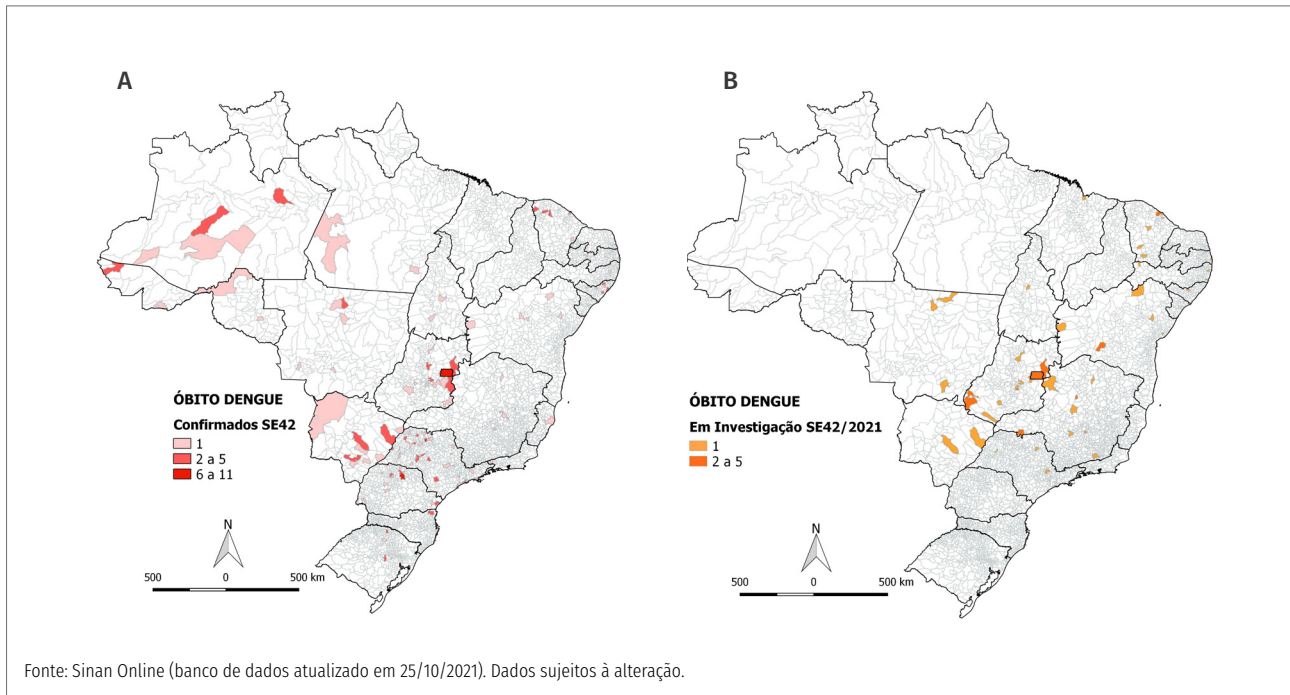 A
ÓBITO DENGUE
Confirmados SE42
1
2 a 5
6 a 11
N
500 0 500 km
B
ÓBITO DENGUE
Em Investigação SE42/2021
1
2 a 5
N
500 0 500 km
Fonte: Sinan Online (banco de dados atualizado em 25/10/2021). Dados sujeitos à alteração.